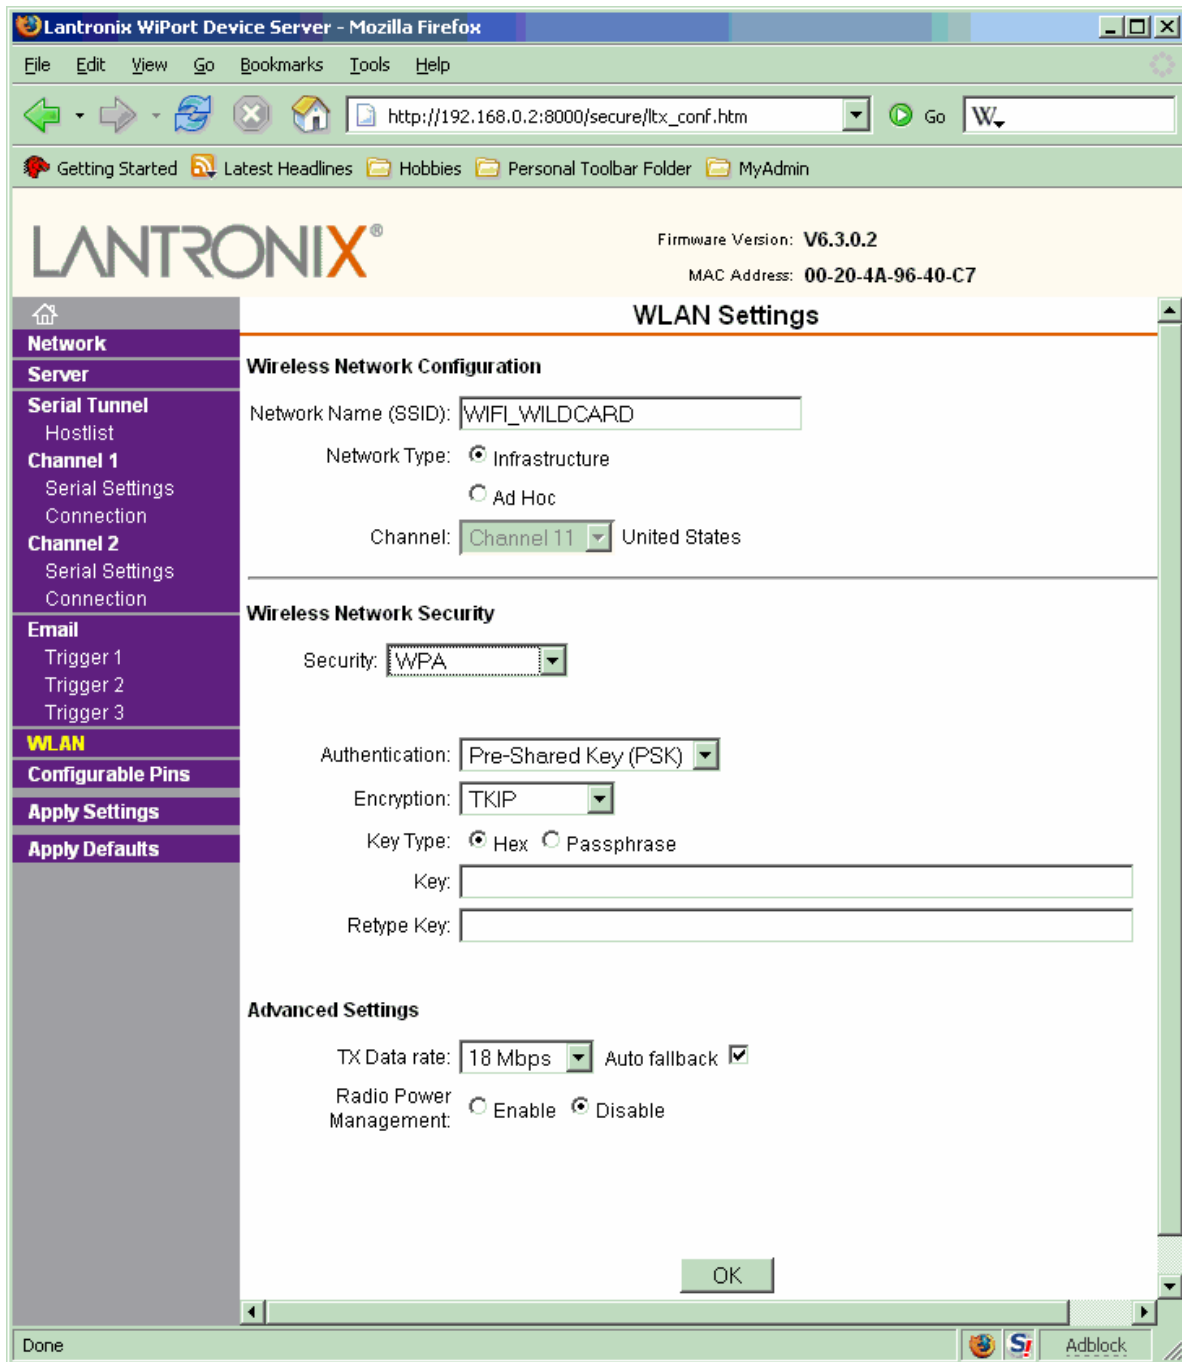 Lantronix WiPort Device Server - Mozilla Firefox
File Edit View Go Bookmarks Tools Help
http://192.168.0.2:8000/secure/ltx_conf.htm Go W
Getting Started Latest Headlines Hobbies Personal Toolbar Folder MyAdmin
LANTRONIX®
Firmware Version: V6.3.0.2
MAC Address: 00-20-4A-96-40-C7
Network
Server
Serial Tunnel
Hostlist
Channel 1
Serial Settings
Connection
Channel 2
Serial Settings
Connection
Email
Trigger 1
Trigger 2
Trigger 3
WLAN
Configurable Pins
Apply Settings
Apply Defaults
WLAN Settings
Wireless Network Configuration
Network Name (SSID): WIFI_WILDCARD
Network Type: Infrastructure
Ad Hoc
Channel: Channel 11 United States
Wireless Network Security
Security: WPA
Authentication: Pre-Shared Key (PSK)
Encryption: TKIP
Key Type: Hex Passphrase
Key:
Retype Key:
Advanced Settings
TX Data rate: 18 Mbps Auto fallback
Radio Power
Management: Enable Disable
OK
Done S! Adblock